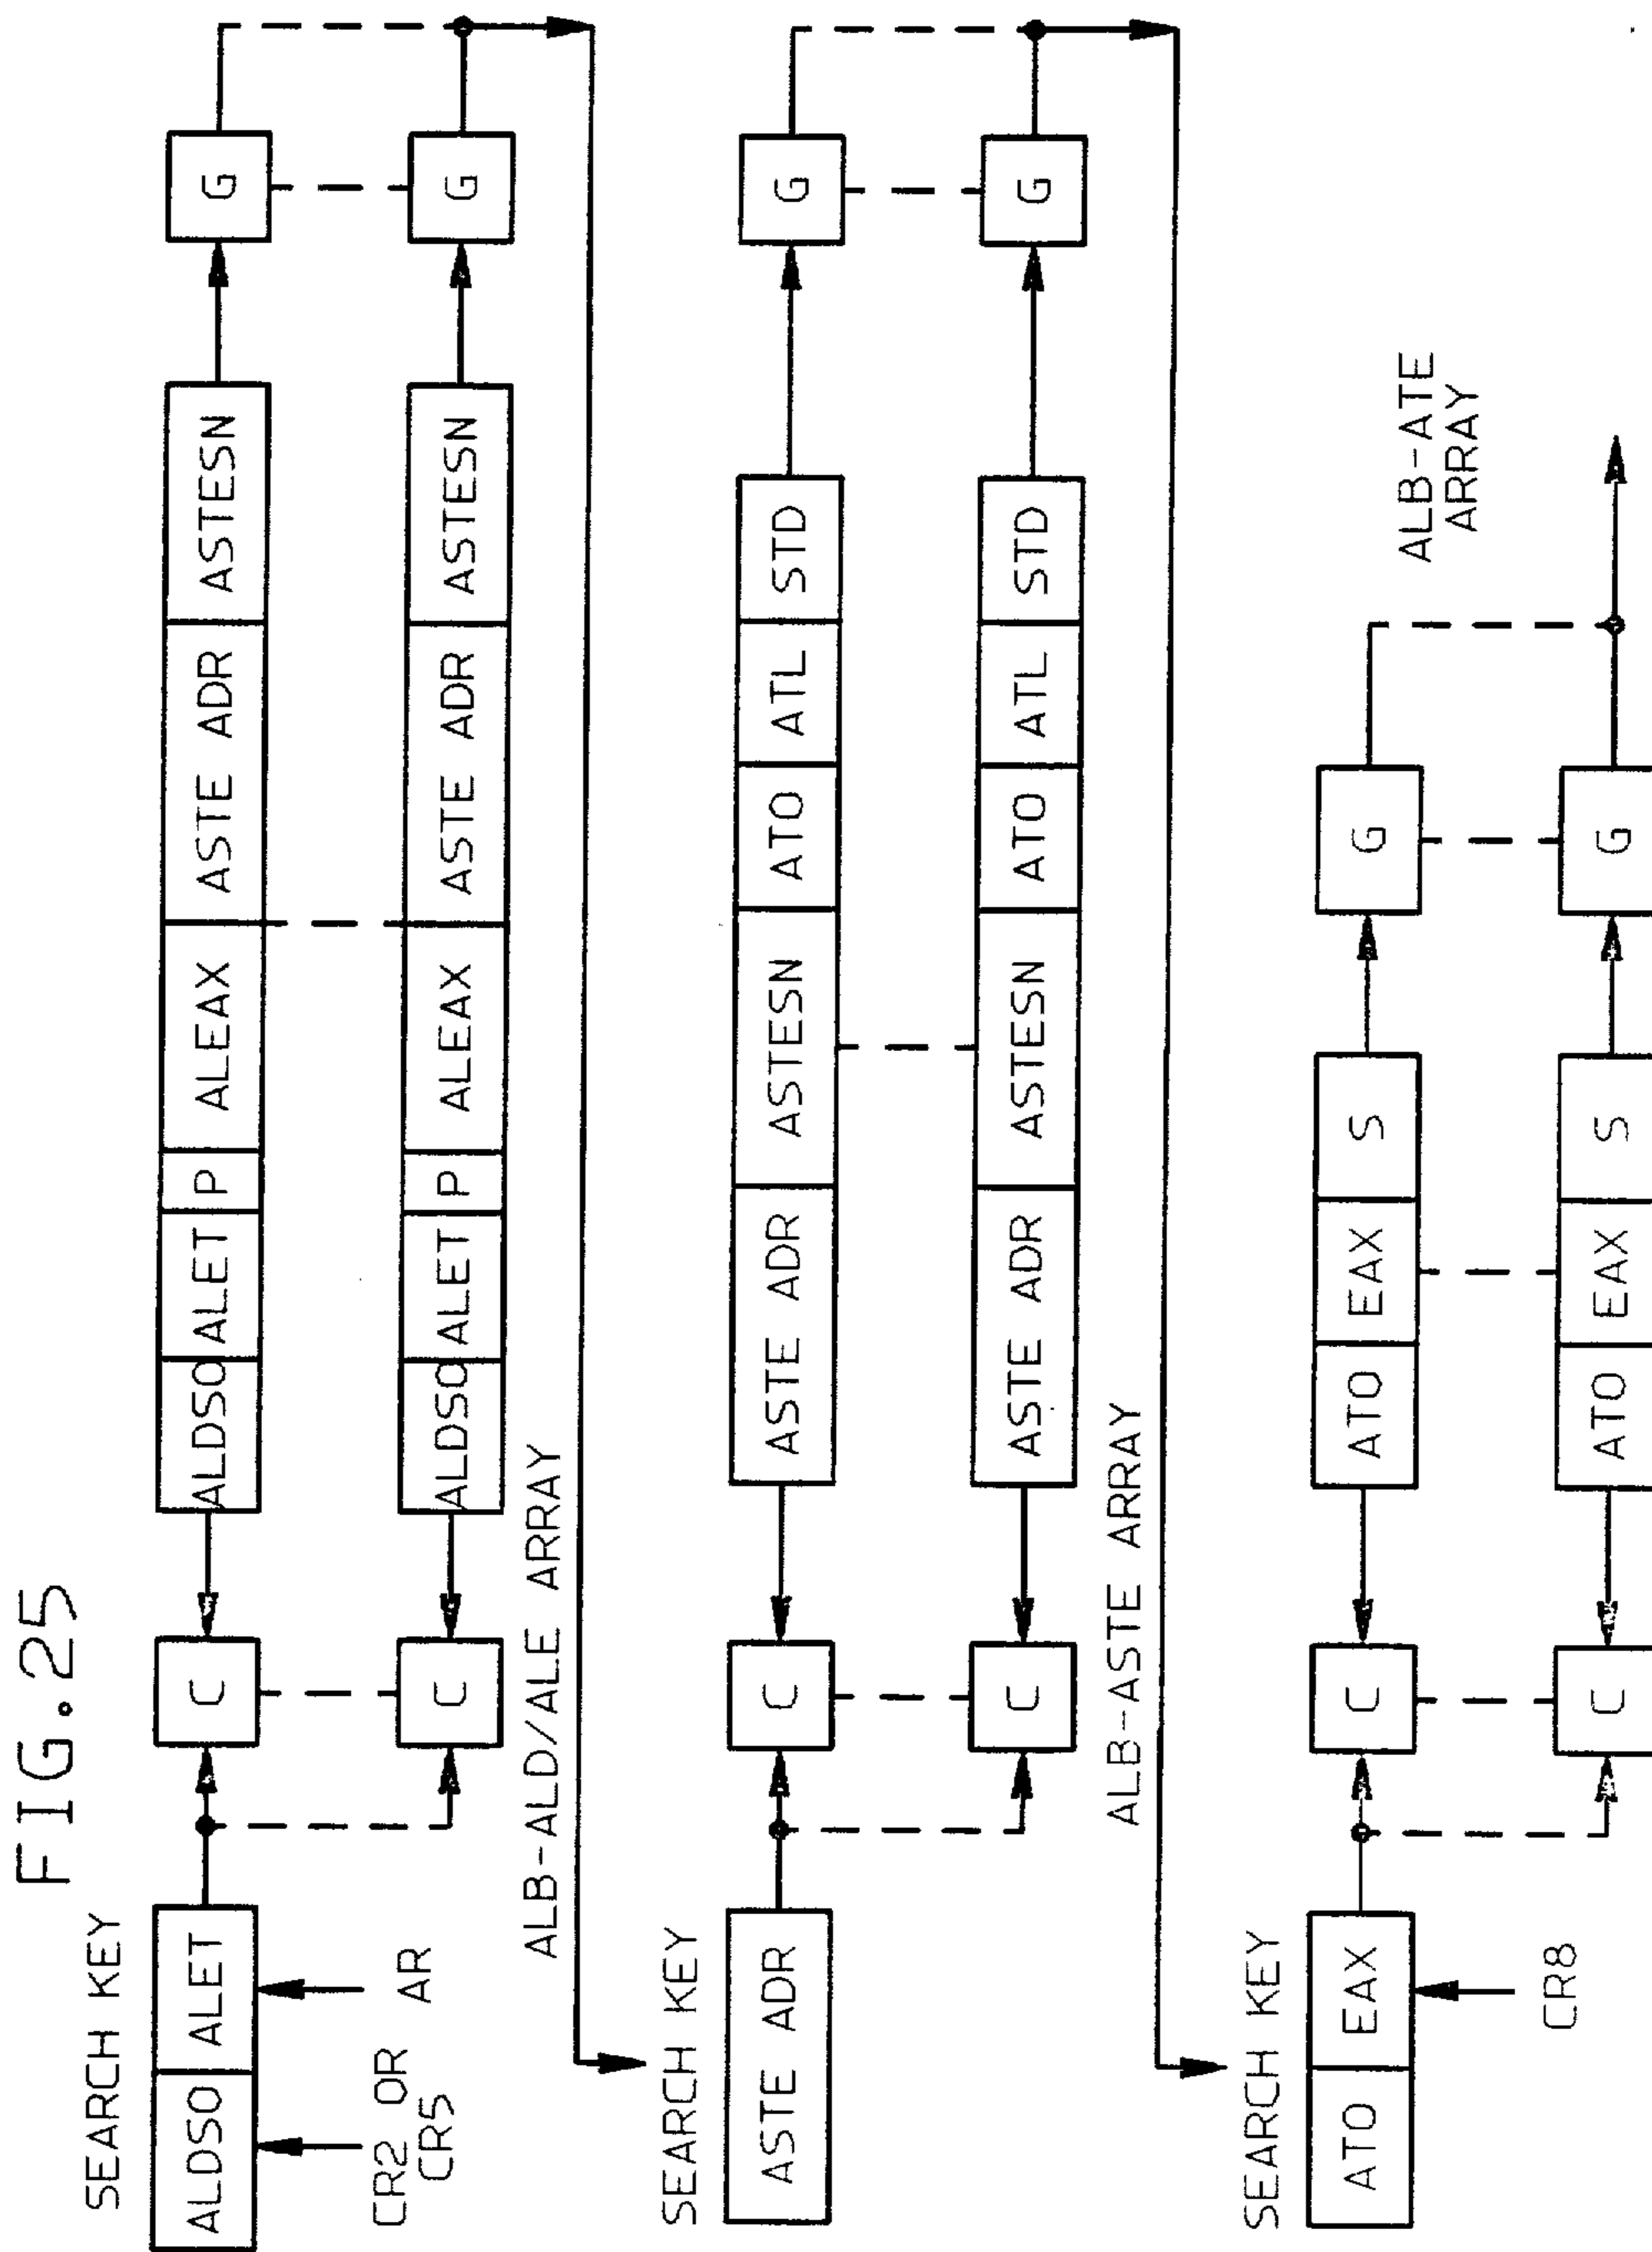 FIG.25
SEARCH KEY
ALDSO ALET
CR2 OR CR5
AR
C
ALDSO ALET P ALEAX ASTE ADR ASTESN
G
C
ALDSO ALET P ALEAX ASTE ADR ASTESN
G
ALB-ALD/ALE ARRAY
SEARCH KEY
ASTE ADR
C
ASTE ADR ASTESN ATO ATL STD
G
C
ASTE ADR ASTESN ATO ATL STD
G
ALB-ASTE ARRAY
SEARCH KEY
ATO EAX
CR8
C
ATO EAX S
G
C
ATO EAX S
G
ALB-ATE
ARRAY